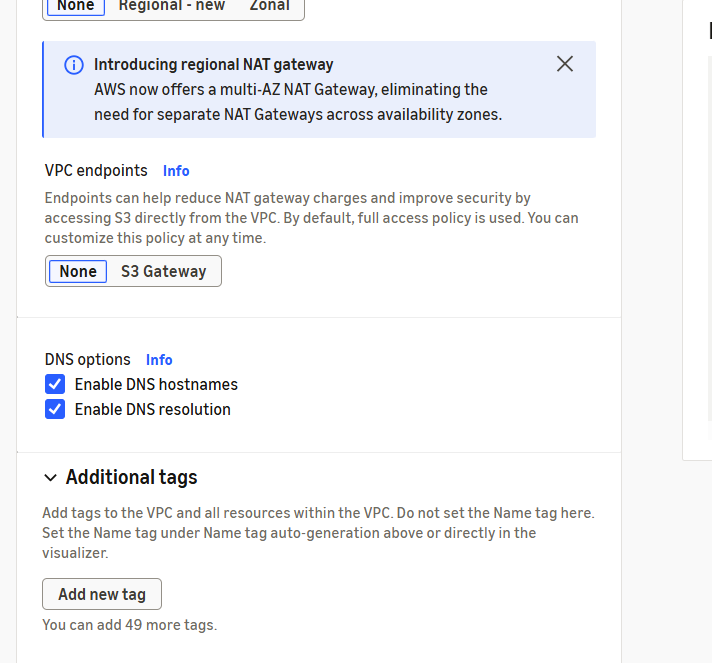 None Regional - new Zonal
Introducing regional NAT gateway
AWS now offers a multi-AZ NAT Gateway, eliminating the
need for separate NAT Gateways across availability zones.
VPC endpoints Info
Endpoints can help reduce NAT gateway charges and improve security by
accessing S3 directly from the VPC. By default, full access policy is used. You can
customize this policy at any time.
None S3 Gateway
DNS options Info
Enable DNS hostnames
Enable DNS resolution
Additional tags
Add tags to the VPC and all resources within the VPC. Do not set the Name tag here.
Set the Name tag under Name tag auto-generation above or directly in the
visualizer.
Add new tag
You can add 49 more tags.